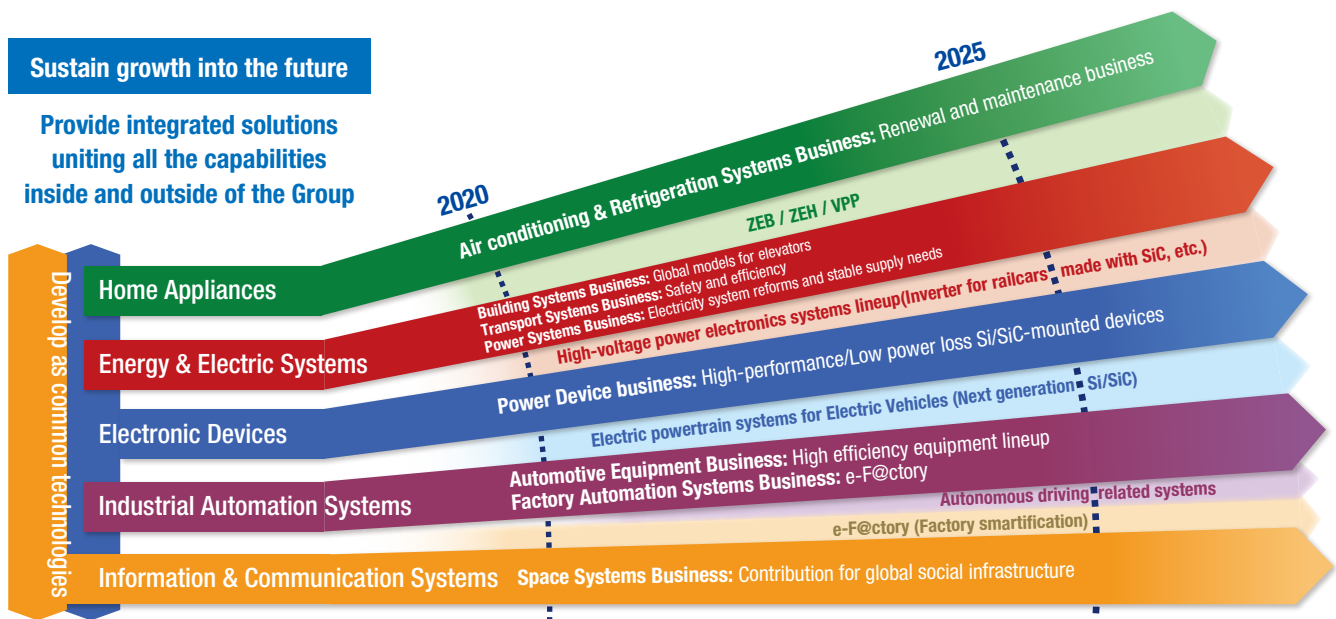 Sustain growth into the future
Provide integrated solutions
uniting all the capabilities
inside and outside of the Group
2020
2025
Develop as common technologies
Home Appliances
Air conditioning & Refrigeration Systems Business: Renewal and maintenance business
ZEB / ZEH / VPP
Energy & Electric Systems
Building Systems Business: Global models for elevators
Transport Systems Business: Safety and efficiency
Power Systems Business: Electricity system reforms and stable supply needs
High-voltage power electronics systems lineup(Inverter for railcars made with SiC, etc.)
Electronic Devices
Power Device business: High-performance/Low power loss Si/SiC-mounted devices
Electric powertrain systems for Electric Vehicles (Next generation Si/SiC)
Industrial Automation Systems
Automotive Equipment Business: High efficiency equipment lineup
Factory Automation Systems Business: e-F@ctory
Autonomous driving related systems
e-F@ctory (Factory smartification)
Information & Communication Systems
Space Systems Business: Contribution for global social infrastructure